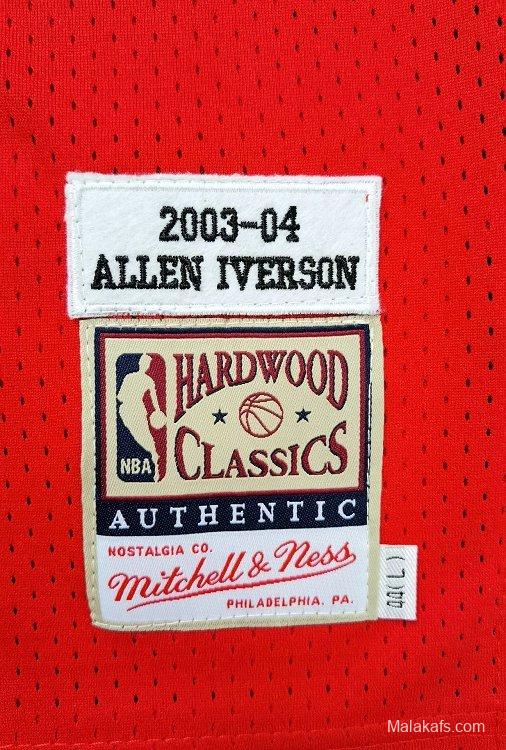 2003-04
ALLEN IVERSON
HARDWOOD
CLASSICS
NBA
AUTHENTIC
NOSTALGIA CO.
Mitchell & Ness
PHILADELPHIA, PA.
44(L)
Malakafs.com